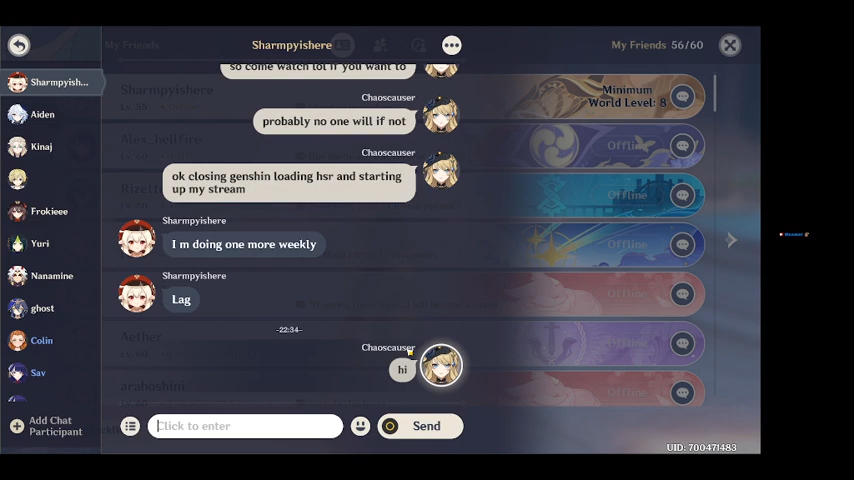 My Friends
Sharmpyishere
My Friends 56/60
Sharmpyish...
Aiden
Kinaj
Frokieee
Yuri
Nanamine
ghost
Colin
Sav
Add Chat
Participant
so come watch lol if you want to
Chaoscauser
probably no one will if not
Chaoscauser
ok closing genshin loading hsr and starting
up my stream
Sharmpyishere
I m doing one more weekly
Sharmpyishere
Lag
-22:34-
Chaoscauser
hi
Click to enter
Send
Sharmpyishere
Minimum
World Level: 8
Alex_hellfire
Offline
Offline
Offline
Offline
Aether
Offline
araboshini
Offline
UID: 700471483